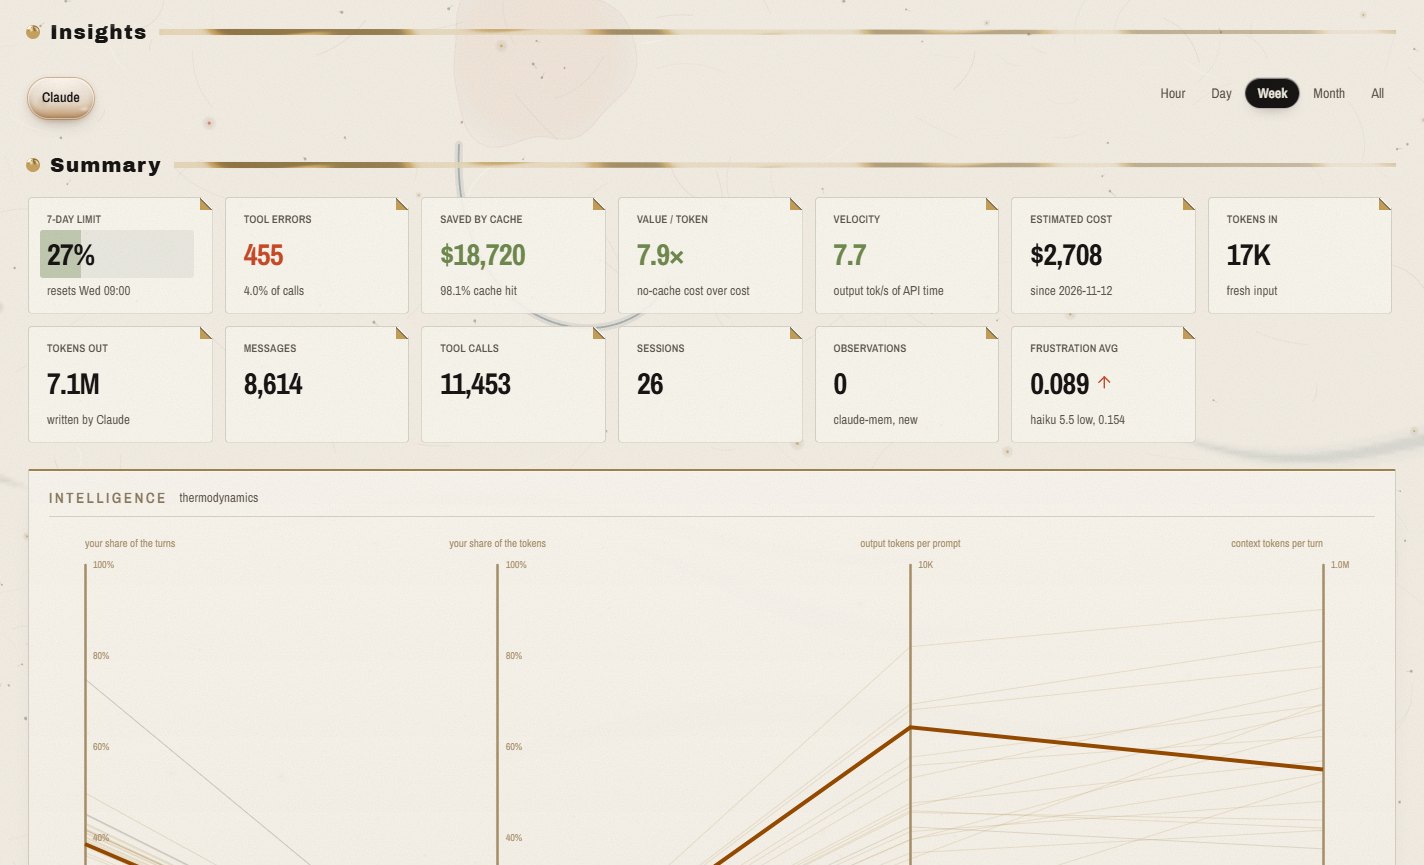 Insights
Claude
Hour Day Week Month All
Summary
7-DAY LIMIT
27%
resets Wed 09:00
TOOL ERRORS
455
4.0% of calls
SAVED BY CACHE
$18,720
98.1% cache hit
VALUE / TOKEN
7.9×
no-cache cost over cost
VELOCITY
7.7
output tok/s of API time
ESTIMATED COST
$2,708
since 2026-11-12
TOKENS IN
17K
fresh input
TOKENS OUT
7.1M
written by Claude
MESSAGES
8,614
TOOL CALLS
11,453
SESSIONS
26
OBSERVATIONS
0
claude-mem, new
FRUSTRATION AVG
0.089 ↑
haiku 5.5 low, 0.154
INTELLIGENCE thermodynamics
your share of the turns
your share of the tokens
output tokens per prompt
context tokens per turn
100% 100% 10K 1.0M
80% 80%
60% 60%
40% 40%